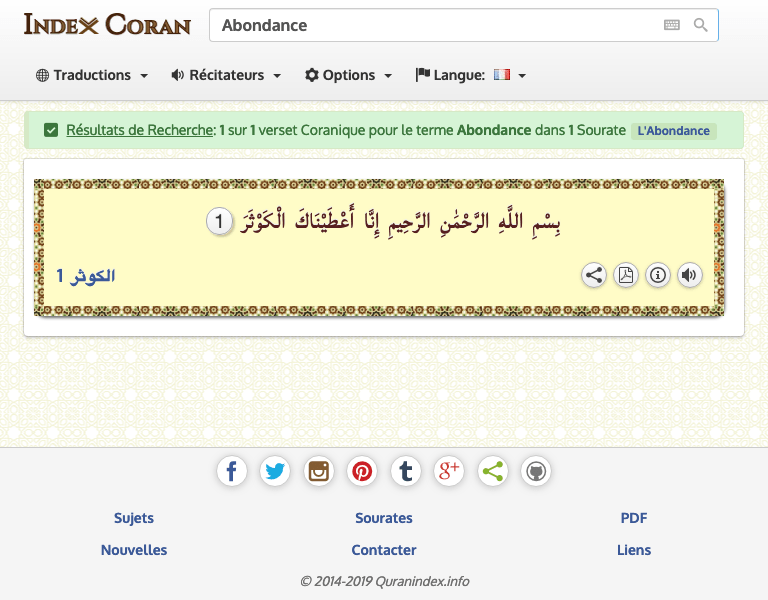 Index Coran
Abondance
Traductions Récitateurs Options Langue:
Résultats de Recherche: 1 sur 1 verset Coranique pour le terme Abondance dans 1 Sourate L'Abondance
بِسْمِ اللَّهِ الرَّحْمَٰنِ الرَّحِيمِ إِنَّا أَعْطَيْنَاكَ الْكَوْثَرَ 1
الكوثر 1
Sujets Sourates PDF
Nouvelles Contacter Liens
© 2014-2019 Quranindex.info